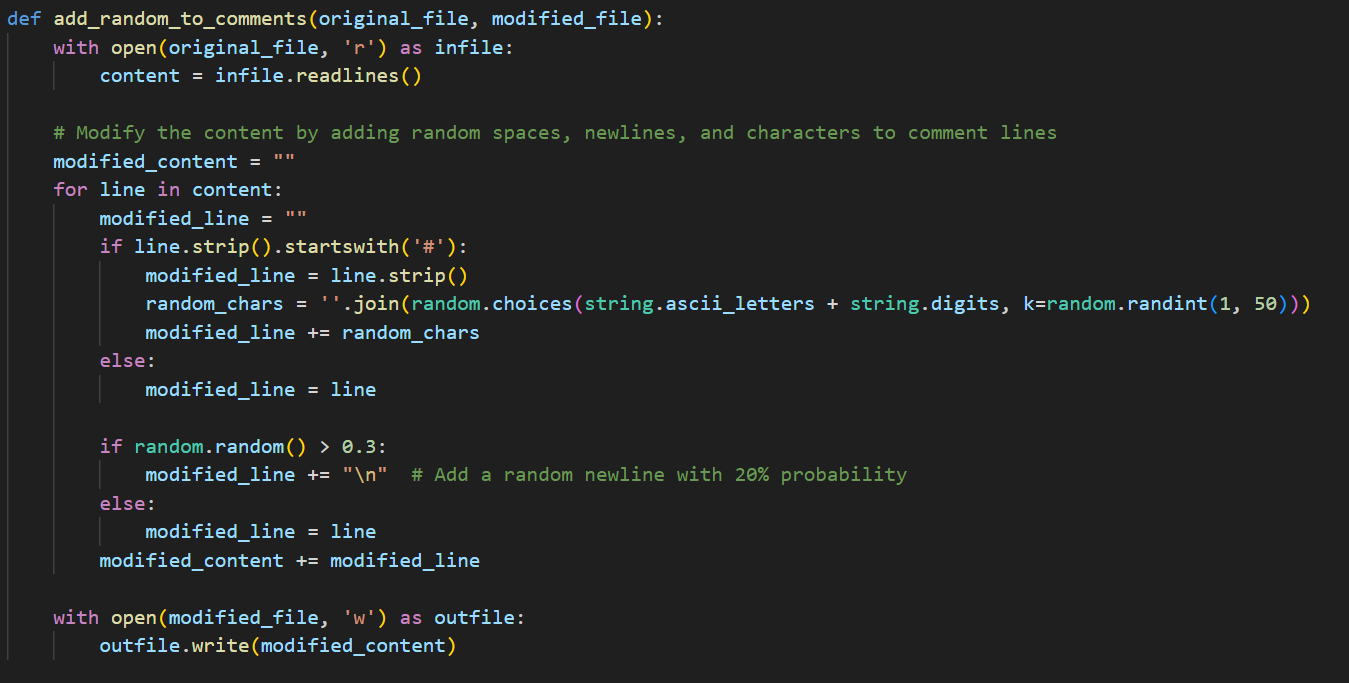 def add_random_to_comments(original_file, modified_file):
    with open(original_file, 'r') as infile:
        content = infile.readlines()

    # Modify the content by adding random spaces, newlines, and characters to comment lines
    modified_content = ""
    for line in content:
        modified_line = ""
        if line.strip().startswith('#'):
            modified_line = line.strip()
            random_chars = ''.join(random.choices(string.ascii_letters + string.digits, k=random.randint(1, 50)))
            modified_line += random_chars
        else:
            modified_line = line

        if random.random() > 0.3:
            modified_line += "\n"  # Add a random newline with 20% probability
        else:
            modified_line = line
        modified_content += modified_line

    with open(modified_file, 'w') as outfile:
        outfile.write(modified_content)